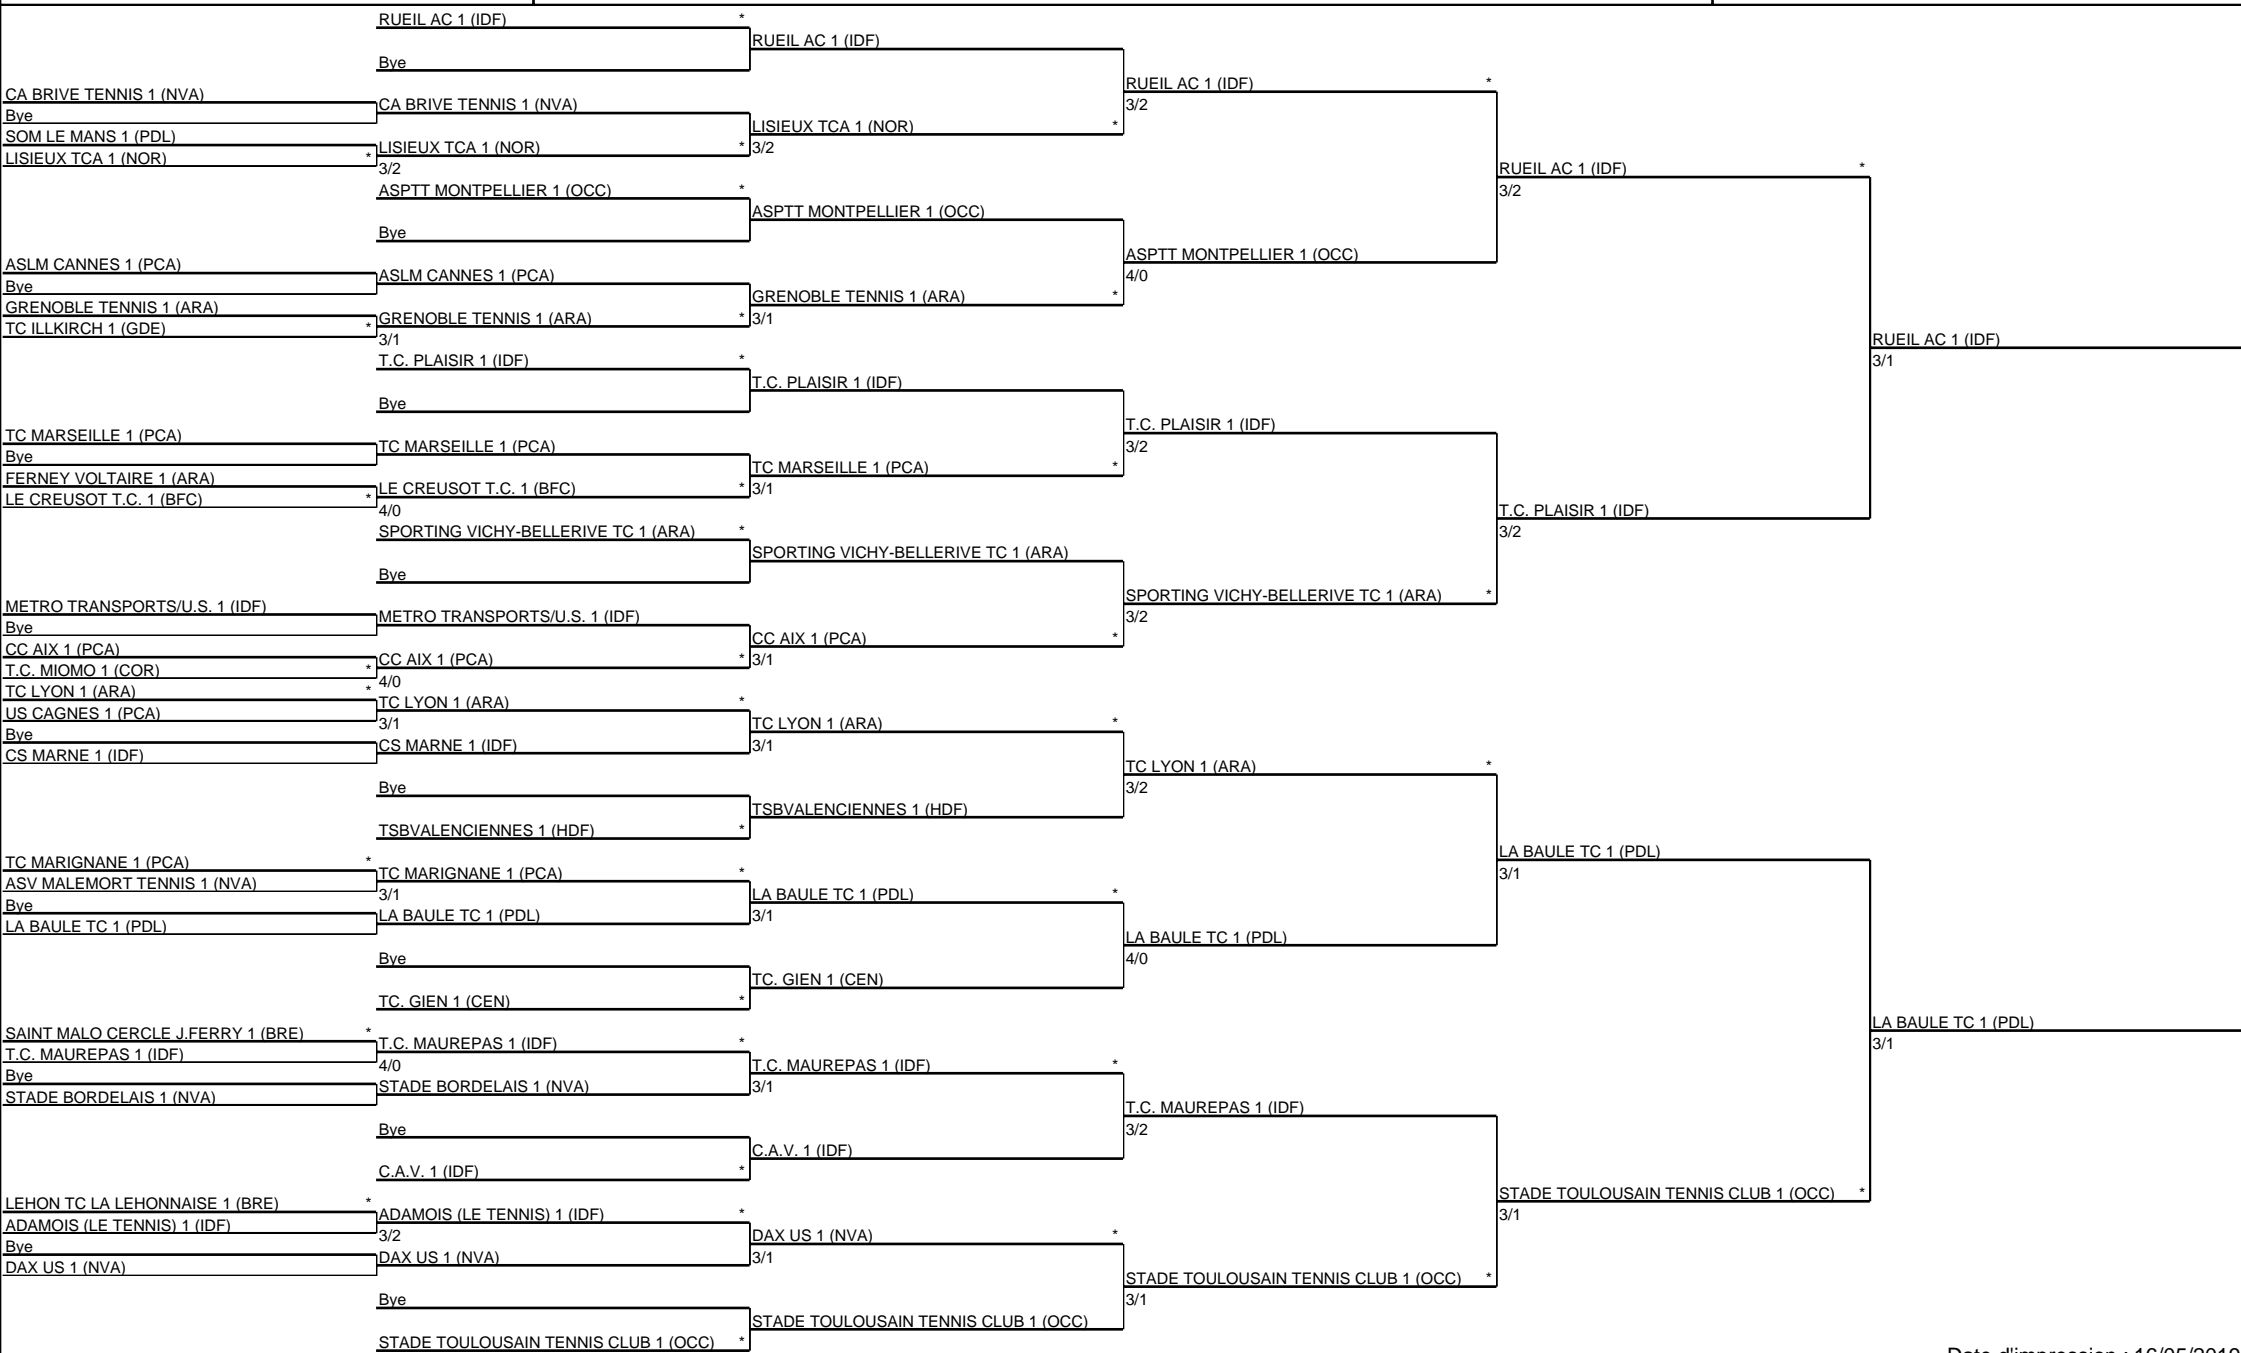 RUEIL AC 1 (IDF) *
RUEIL AC 1 (IDF)
Bye
RUEIL AC 1 (IDF) *
CA BRIVE TENNIS 1 (NVA)
CA BRIVE TENNIS 1 (NVA)
3/2
Bye
LISIEUX TCA 1 (NOR) *
SOM LE MANS 1 (PDL)
LISIEUX TCA 1 (NOR) * 3/2
LISIEUX TCA 1 (NOR) *
3/2
RUEIL AC 1 (IDF) *
ASPTT MONTPELLIER 1 (OCC) *
3/2
ASPTT MONTPELLIER 1 (OCC)
Bye
ASPTT MONTPELLIER 1 (OCC)
ASLM CANNES 1 (PCA)
ASLM CANNES 1 (PCA)
4/0
Bye
GRENOBLE TENNIS 1 (ARA) *
GRENOBLE TENNIS 1 (ARA)
GRENOBLE TENNIS 1 (ARA) * 3/1
TC ILLKIRCH 1 (GDE) *
3/1
RUEIL AC 1 (IDF)
T.C. PLAISIR 1 (IDF) *
3/1
T.C. PLAISIR 1 (IDF)
Bye
T.C. PLAISIR 1 (IDF)
TC MARSEILLE 1 (PCA)
TC MARSEILLE 1 (PCA)
3/2
Bye
TC MARSEILLE 1 (PCA) *
FERNEY VOLTAIRE 1 (ARA)
LE CREUSOT T.C. 1 (BFC) * 3/1
LE CREUSOT T.C. 1 (BFC) *
4/0
T.C. PLAISIR 1 (IDF)
SPORTING VICHY-BELLERIVE TC 1 (ARA) *
3/2
SPORTING VICHY-BELLERIVE TC 1 (ARA)
Bye
SPORTING VICHY-BELLERIVE TC 1 (ARA) *
METRO TRANSPORTS/U.S. 1 (IDF)
METRO TRANSPORTS/U.S. 1 (IDF)
3/2
Bye
CC AIX 1 (PCA) *
CC AIX 1 (PCA)
CC AIX 1 (PCA) * 3/1
T.C. MIOMO 1 (COR) *
4/0
TC LYON 1 (ARA) *
TC LYON 1 (ARA) *
US CAGNES 1 (PCA)
3/1
TC LYON 1 (ARA) *
Bye
CS MARNE 1 (IDF)
3/1
CS MARNE 1 (IDF)
TC LYON 1 (ARA) *
Bye
3/2
TSBVALENCIENNES 1 (HDF)
TSBVALENCIENNES 1 (HDF) *
LA BAULE TC 1 (PDL)
TC MARIGNANE 1 (PCA) *
TC MARIGNANE 1 (PCA) *
3/1
ASV MALEMORT TENNIS 1 (NVA)
3/1
LA BAULE TC 1 (PDL) *
Bye
LA BAULE TC 1 (PDL)
3/1
LA BAULE TC 1 (PDL)
LA BAULE TC 1 (PDL)
Bye
4/0
TC. GIEN 1 (CEN)
TC. GIEN 1 (CEN) *
LA BAULE TC 1 (PDL)
SAINT MALO CERCLE J.FERRY 1 (BRE) *
T.C. MAUREPAS 1 (IDF) *
3/1
T.C. MAUREPAS 1 (IDF)
4/0
T.C. MAUREPAS 1 (IDF) *
Bye
STADE BORDELAIS 1 (NVA)
3/1
STADE BORDELAIS 1 (NVA)
T.C. MAUREPAS 1 (IDF)
Bye
3/2
C.A.V. 1 (IDF)
C.A.V. 1 (IDF) *
STADE TOULOUSAIN TENNIS CLUB 1 (OCC) *
LEHON TC LA LEHONNAISE 1 (BRE) *
ADAMOIS (LE TENNIS) 1 (IDF) *
3/1
ADAMOIS (LE TENNIS) 1 (IDF)
3/2
DAX US 1 (NVA) *
Bye
DAX US 1 (NVA)
3/1
DAX US 1 (NVA)
STADE TOULOUSAIN TENNIS CLUB 1 (OCC) *
Bye
3/1
STADE TOULOUSAIN TENNIS CLUB 1 (OCC)
STADE TOULOUSAIN TENNIS CLUB 1 (OCC) *
Date d'impression : 16/05/2019